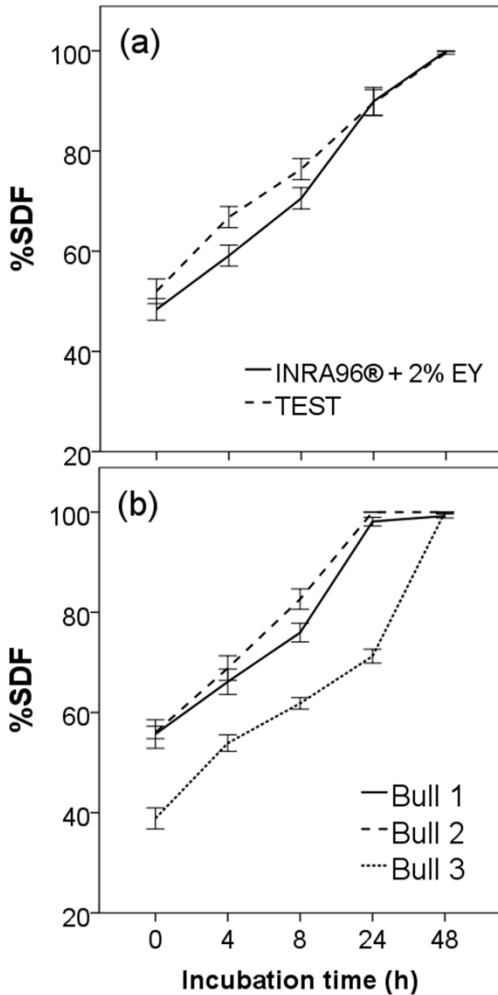 (a)
100
80
60
40
20
%SDF
INRA96® + 2% EY
TEST
(b)
100
80
60
40
20
%SDF
Bull 1
Bull 2
Bull 3
0 4 8 24 48
Incubation time (h)